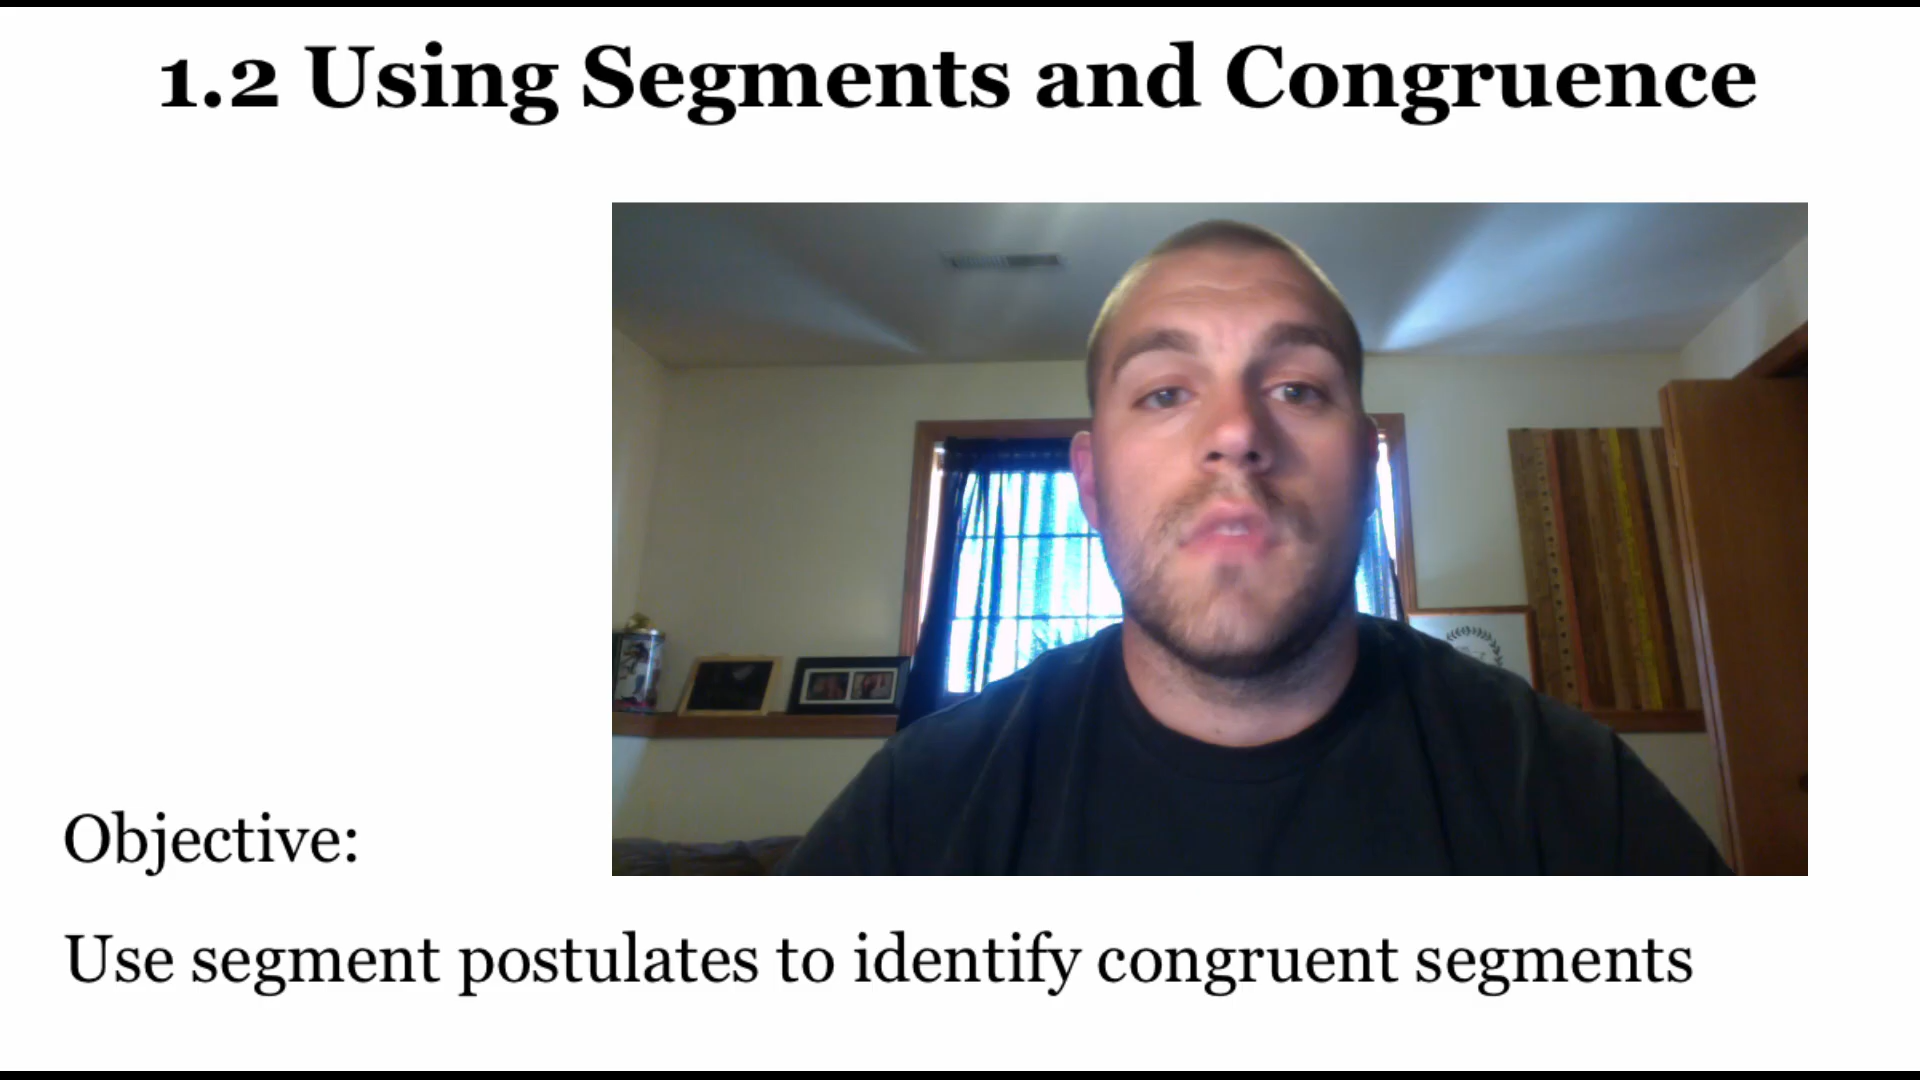 1.2 Using Segments and Congruence
Objective:
Use segment postulates to identify congruent segments